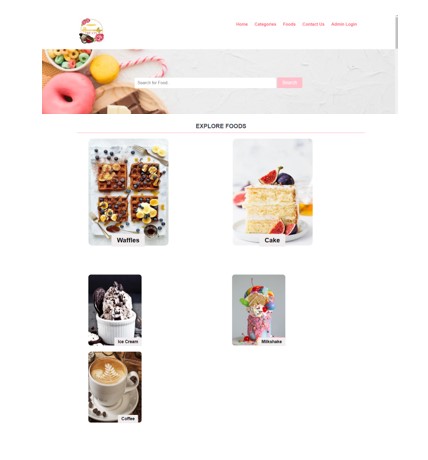 Home Categories Foods Contact Us Admin Login
Search for Food
Search
EXPLORE FOODS
Waffles
Cake
Ice Cream
Milkshake
Coffee